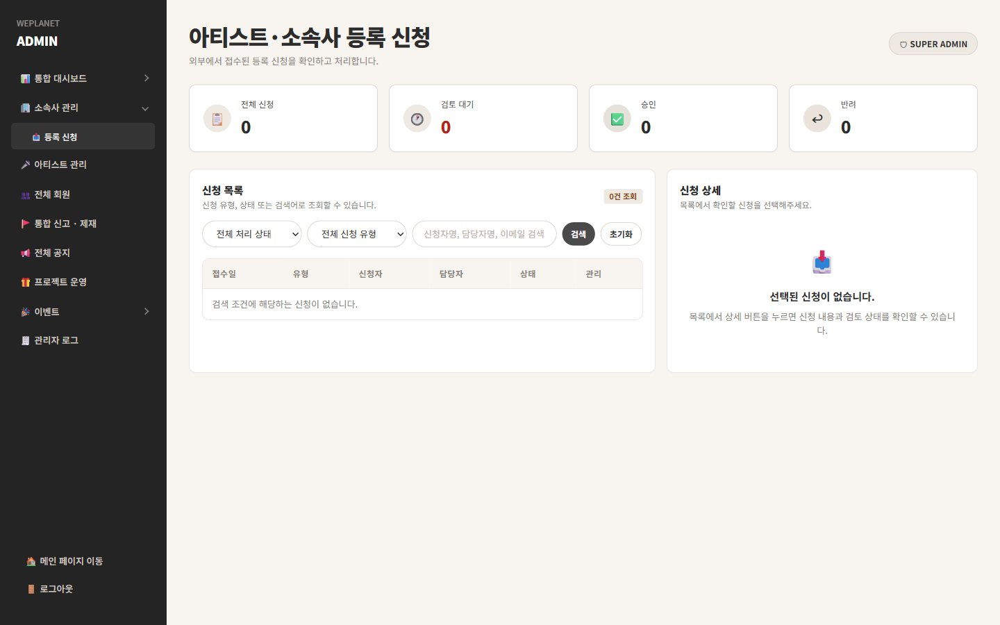 WEPLANET
ADMIN
통합 대시보드
소속사 관리
등록 신청
아티스트 관리
전체 회원
통합 신고 · 제재
전체 공지
프로젝트 운영
이벤트
관리자 로그
메인 페이지 이동
로그아웃
아티스트·소속사 등록 신청
외부에서 접수된 등록 신청을 확인하고 처리합니다.
SUPER ADMIN
전체 신청
0
검토 대기
0
승인
0
반려
0
신청 목록
신청 유형, 상태 또는 검색어로 조회할 수 있습니다.
0건 조회
전체 처리 상태 전체 신청 유형 신청자명, 담당자명, 이메일 검색 검색 초기화
접수일 유형 신청자 담당자 상태 관리
검색 조건에 해당하는 신청이 없습니다.
신청 상세
목록에서 확인할 신청을 선택해주세요.
선택된 신청이 없습니다.
목록에서 상세 버튼을 누르면 신청 내용과 검토 상태를 확인할 수 있습니
다.